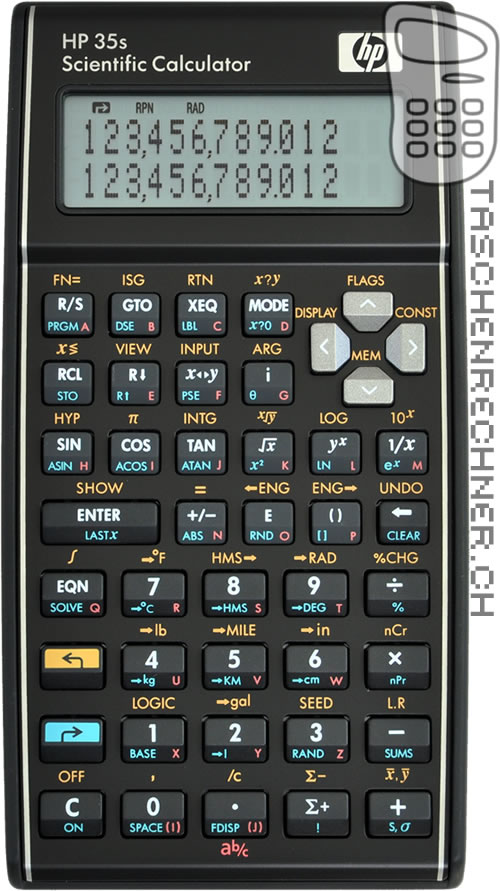 HP 35s
Scientific Calculator
hp
RPN RAD
123,456,789.012
123,456,789.012
FN= ISG RTN x?y FLAGS
R/S GTO XEQ MODE
PRGM A DSE B LBL C x?0 D
DISPLAY CONST
MEM
x≶ VIEW INPUT ARG
RCL R↓ x◂▸y i
STO R↑ E PSE F θ G
HYP π INTG ˣ√y LOG 10ˣ
SIN COS TAN √x yˣ 1/x
ASIN H ACOS I ATAN J x² K LN L eˣ M
SHOW = ←ENG ENG→ UNDO
ENTER +/− E () ←
LASTx ABS N RND O [] P CLEAR
∫ →°F HMS→ →RAD %CHG
EQN 7 8 9 ÷
SOLVE Q →°C R →HMS S →DEG T %
→lb →MILE →in nCr
4 5 6 ×
→kg U →KM V →cm W nPr
LOGIC →gal SEED L.R
1 2 3 −
BASE X →l Y RAND Z SUMS
OFF , /c Σ− x̄,ȳ
C 0 · Σ+ +
ON SPACE (I) FDISP (J) ! S,σ
ab/c
TASCHENRECHNER.CH